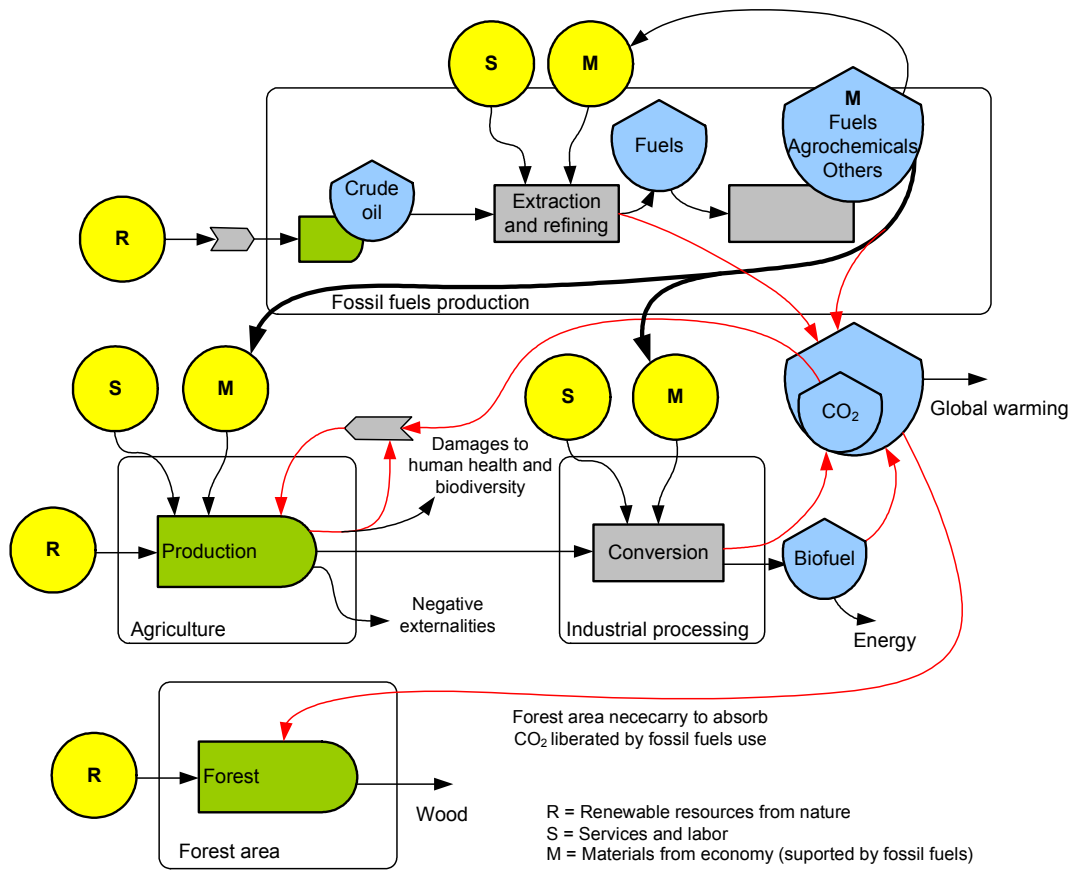 S
M
M
Fuels
Agrochemicals
Others
Fuels
Crude
oil
Extraction
and refining
R
Fossil fuels production
S
M
S
M
CO₂
Global warming
Damages to
human health and
biodiversity
R
Production
Conversion
Biofuel
Negative
externalities
Agriculture
Industrial processing
Energy
Forest area nececarry to absorb
CO₂ liberated by fossil fuels use
R
Forest
Wood
Forest area
R = Renewable resources from nature
S = Services and labor
M = Materials from economy (suported by fossil fuels)